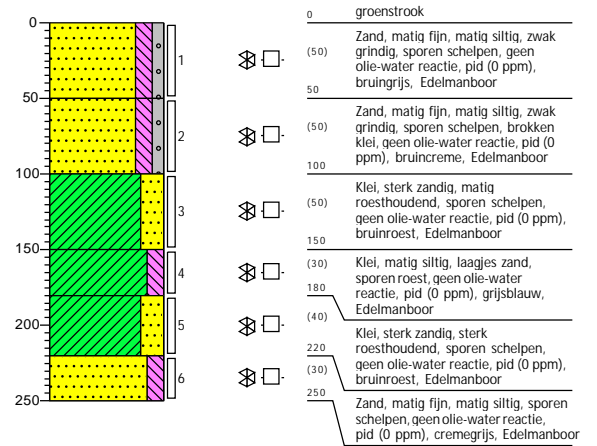 0
50
100
150
200
250
1
2
3
4
5
6
0 groenstrook
Zand, matig fijn, matig siltig, zwak
(50) grindig, sporen schelpen, geen
olie-water reactie, pid (0 ppm),
50 bruingrijs, Edelmanboor
Zand, matig fijn, matig siltig, zwak
(50) grindig, sporen schelpen, brokken
klei, geen olie-water reactie, pid (0
100 ppm), bruincreme, Edelmanboor
Klei, sterk zandig, matig
(50) roesthoudend, sporen schelpen,
geen olie-water reactie, pid (0 ppm),
150 bruinroest, Edelmanboor
(30) Klei, matig siltig, laagjes zand,
sporen roest, geen olie-water
180 reactie, pid (0 ppm), grijsblauw,
Edelmanboor
(40)
Klei, sterk zandig, sterk
220 roesthoudend, sporen schelpen,
geen olie-water reactie, pid (0 ppm),
(30) bruinroest, Edelmanboor
250
Zand, matig fijn, matig siltig, sporen
schelpen, geen olie-water reactie,
pid (0 ppm), cremegrijs, Edelmanboor